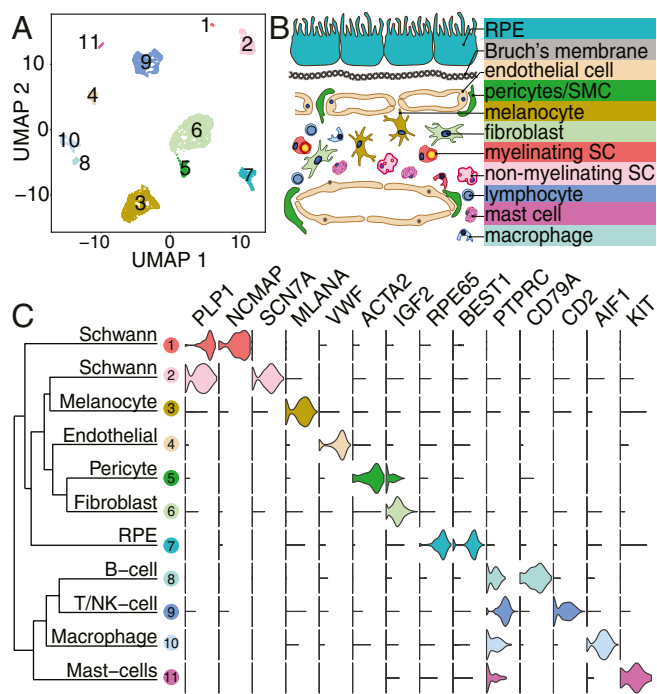 A
UMAP 2
10
0
−10
−10
0
10
UMAP 1
1
2
11
9
4
6
10
8
5
7
3
B
RPE
Bruch's membrane
endothelial cell
pericytes/SMC
melanocyte
fibroblast
myelinating SC
non-myelinating SC
lymphocyte
mast cell
macrophage
C
PLP1 NCMAP SCN7A MLANA VWF ACTA2 IGF2 RPE65 BEST1 PTPRC CD79A CD2 AIF1 KIT
Schwann 1
Schwann 2
Melanocyte 3
Endothelial 4
Pericyte 5
Fibroblast 6
RPE 7
B−cell 8
T/NK−cell 9
Macrophage 10
Mast−cells 11